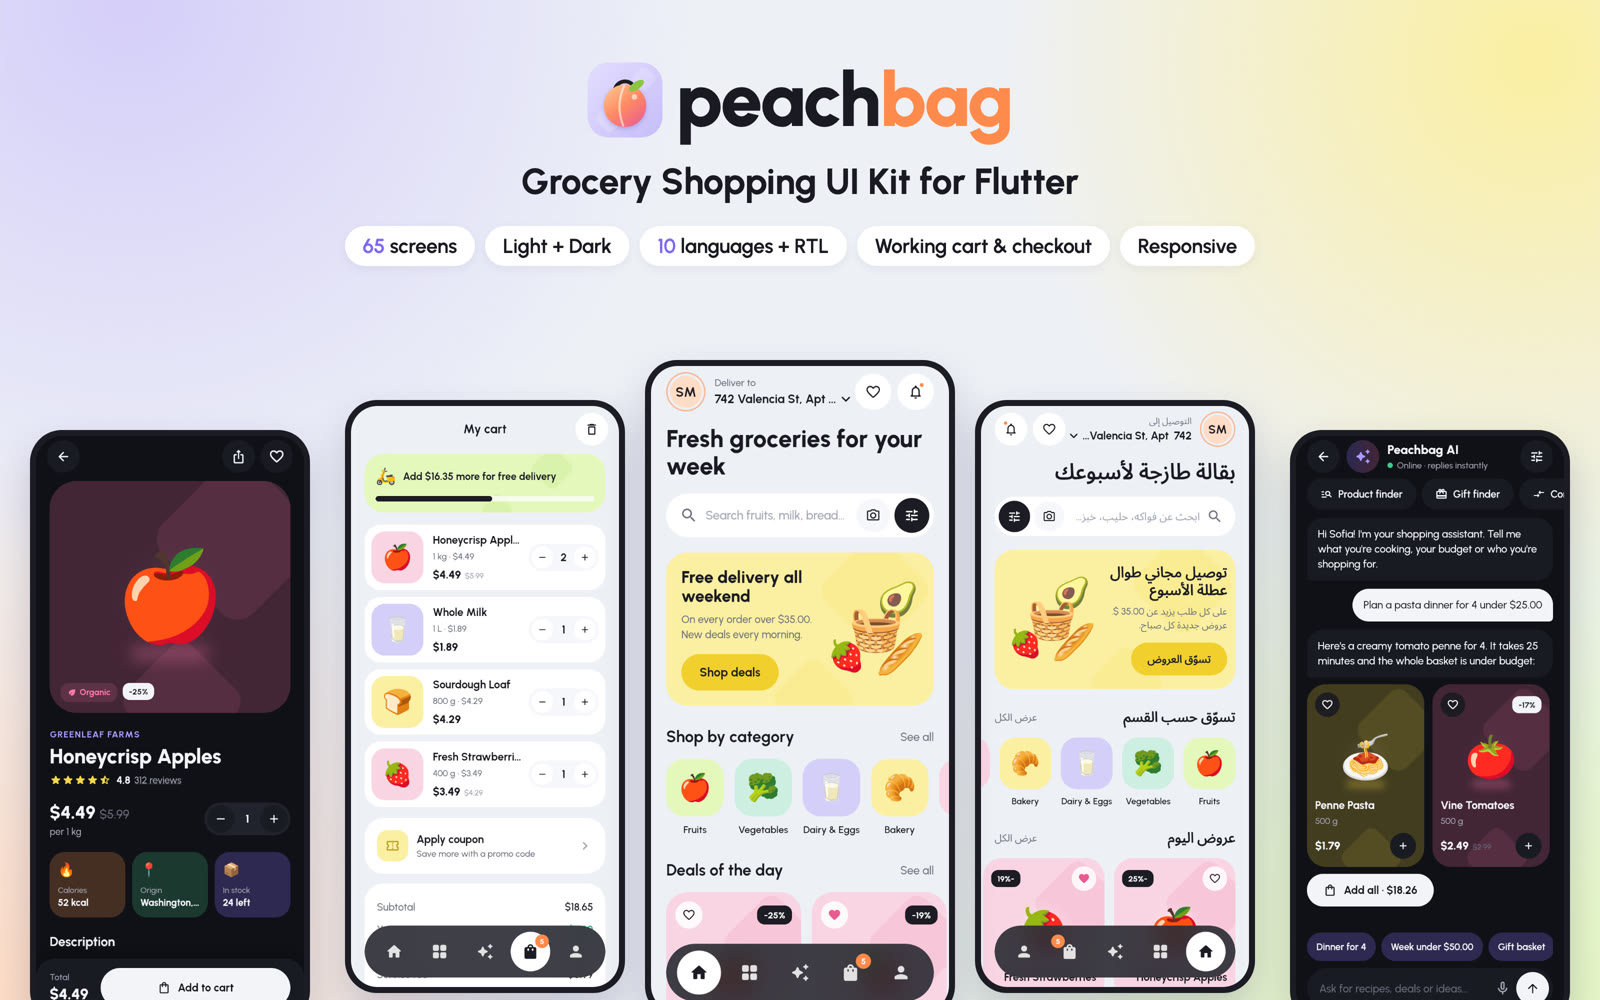 peachbag
Grocery Shopping UI Kit for Flutter
65 screens
Light + Dark
10 languages + RTL
Working cart & checkout
Responsive
Organic
-25%
GREENLEAF FARMS
Honeycrisp Apples
4.8 312 reviews
$4.49 $5.99
per 1 kg
1
Calories
52 kcal
Origin
Washington,...
In stock
24 left
Description
Total
$4.49
Add to cart
My cart
Add $16.35 more for free delivery
Honeycrisp Appl...
1 kg · $4.49
$4.49 $5.99
2
Whole Milk
1 L · $1.89
$1.89
1
Sourdough Loaf
800 g · $4.29
$4.29
1
Fresh Strawberri...
400 g · $3.49
$3.49 $4.29
1
Apply coupon
Save more with a promo code
Subtotal
$18.65
5
SM
Deliver to
742 Valencia St, Apt ...
Fresh groceries for your
week
Search fruits, milk, bread...
Free delivery all
weekend
On every order over $35.00.
New deals every morning.
Shop deals
Shop by category
See all
Fruits
Vegetables
Dairy & Eggs
Bakery
Deals of the day
See all
-25%
-19%
5
SM
التوصيل إلى
...Valencia St, Apt 742
بقالة طازجة لأسبوعك
ابحث عن فواكه، حليب، خبز...
توصيل مجاني طوال
عطلة الأسبوع
على كل طلب يزيد عن 35.00 $.
عروض جديدة كل صباح.
تسوّق العروض
تسوّق حسب القسم
عرض الكل
Bakery
Dairy & Eggs
Vegetables
Fruits
عروض اليوم
عرض الكل
19%-
25%-
5
Fresh Strawberries
Honeycrisp Apples
Peachbag AI
Online · replies instantly
Product finder
Gift finder
Hi Sofia! I'm your shopping assistant. Tell me
what you're cooking, your budget or who you're
shopping for.
Plan a pasta dinner for 4 under $25.00
Here's a creamy tomato penne for 4. It takes 25
minutes and the whole basket is under budget:
-17%
Penne Pasta
500 g
$1.79
Vine Tomatoes
500 g
$2.49 $2.99
Add all · $18.26
Dinner for 4
Week under $50.00
Gift basket
Ask for recipes, deals or ideas...